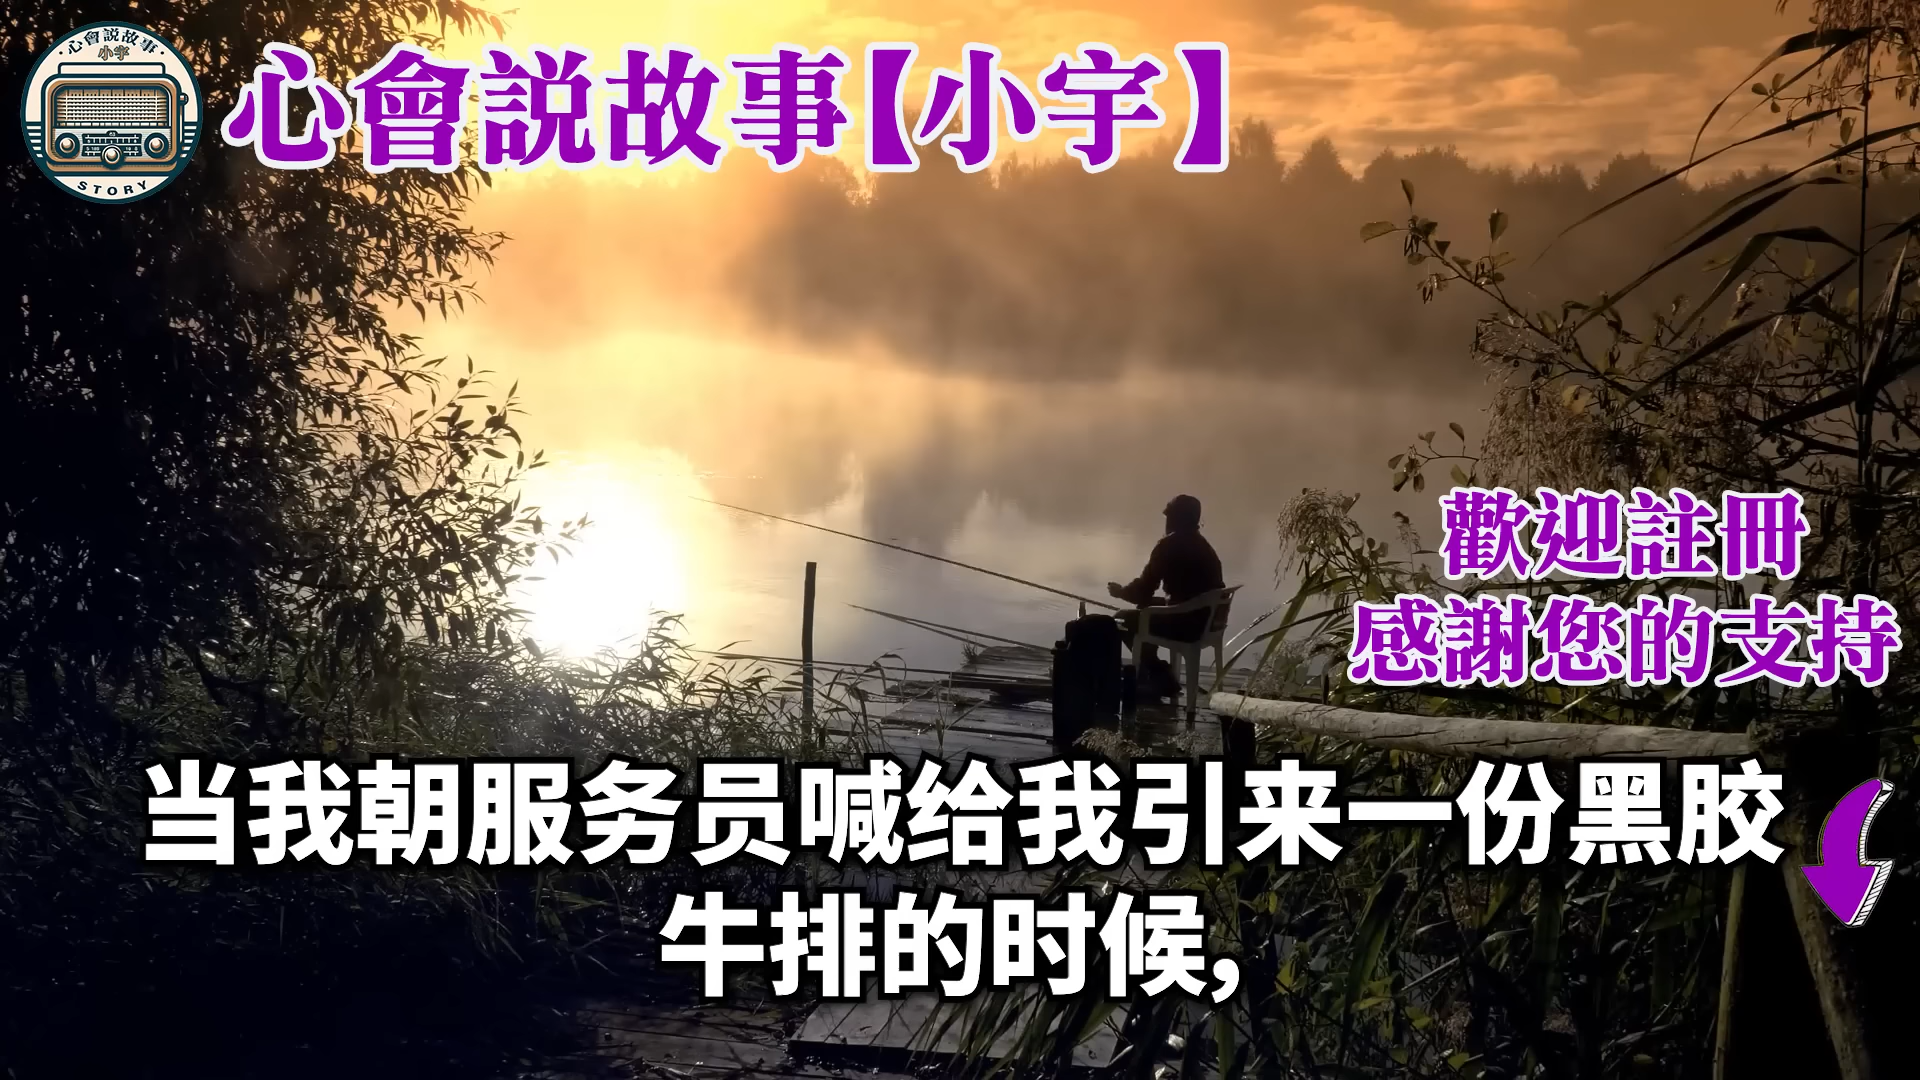 心會説故事
小宇
STORY
心會説故事【小宇】
歡迎註冊
感謝您的支持
当我朝服务员喊给我引来一份黑胶
牛排的时候,